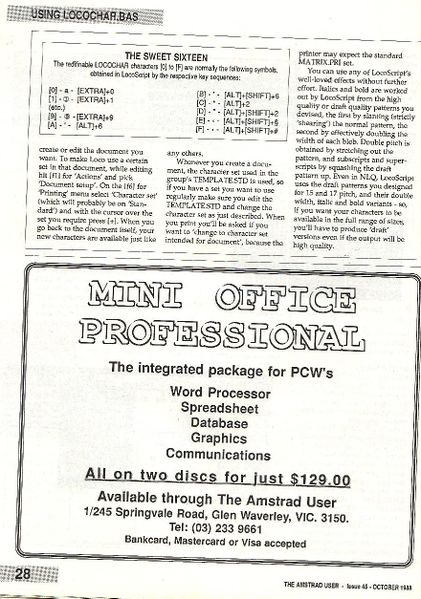 USING LOCOCHAR.BAS
THE SWEET SIXTEEN
The redfinable LOCOCHAR characters [0] to [F] are normally the following symbols,
obtained in LocoScript by the respective key sequences:
[0] - a - [EXTRA]+0
[1] - ① - [EXTRA]+1
(etc.)
[9] - ⑨ - [EXTRA]+9
[A] - [ALT]+6
[B] - [ALT]+[SHIFT]+6
[C] - [ALT]+2
[D] - [ALT]+[SHIFT]+2
[E] - [ALT]+[SHIFT]+
[F] - [ALT]+[SHIFT]+#
create or edit the document you
want. To make Loco use a certain
set in that document, while editing
hit [f1] for 'Actions' and pick
'Document setup'. On the [f6] for
'Printing' menu select 'Character set'
(which will probably be on 'Stan-
dard') and with the cursor over the
set you require press [+]. When you
go back to the document itself, your
new characters are available just like
any others.
Whenever you create a docu-
ment, the character set used in the
group's TEMPLATE.STD is used, so
if you have a set you want to use
regularly make sure you edit the
TEMPLATE.STD and change the
character set as just described. When
you print you'll be asked if you
want to 'change to character set
intended for document', because the
printer may expect the standard
MATRIX.PRI set.
You can use any of LocoScript's
well-loved effects without further
effort. Italics and bold are worked
out by LocoScript from the high
quality or draft quality patterns you
devised, the first by slanting (strictly
'shearing') the normal pattern, the
second by effectively doubling the
width of each blob. Double pitch is
obtained by stretching out the
pattern, and subscripts and super-
scripts by squashing the draft
pattern up. Even in NLQ, LocoScript
uses the draft patterns you designed
for 15 and 17 pitch, and their double
width, italic and bold variants - so,
if you want your characters to be
available in the full range of sizes,
you'll have to produce 'draft'
versions even if the output will be
high quality.
MINI OFFICE
PROFESSIONAL
The integrated package for PCW's
Word Processor
Spreadsheet
Database
Graphics
Communications
All on two discs for just $129.00
Available through The Amstrad User
1/245 Springvale Road, Glen Waverley, VIC. 3150.
Tel: (03) 233 9661
Bankcard, Mastercard or Visa accepted
28
THE AMSTRAD USER - Issue 45 - OCTOBER 1988